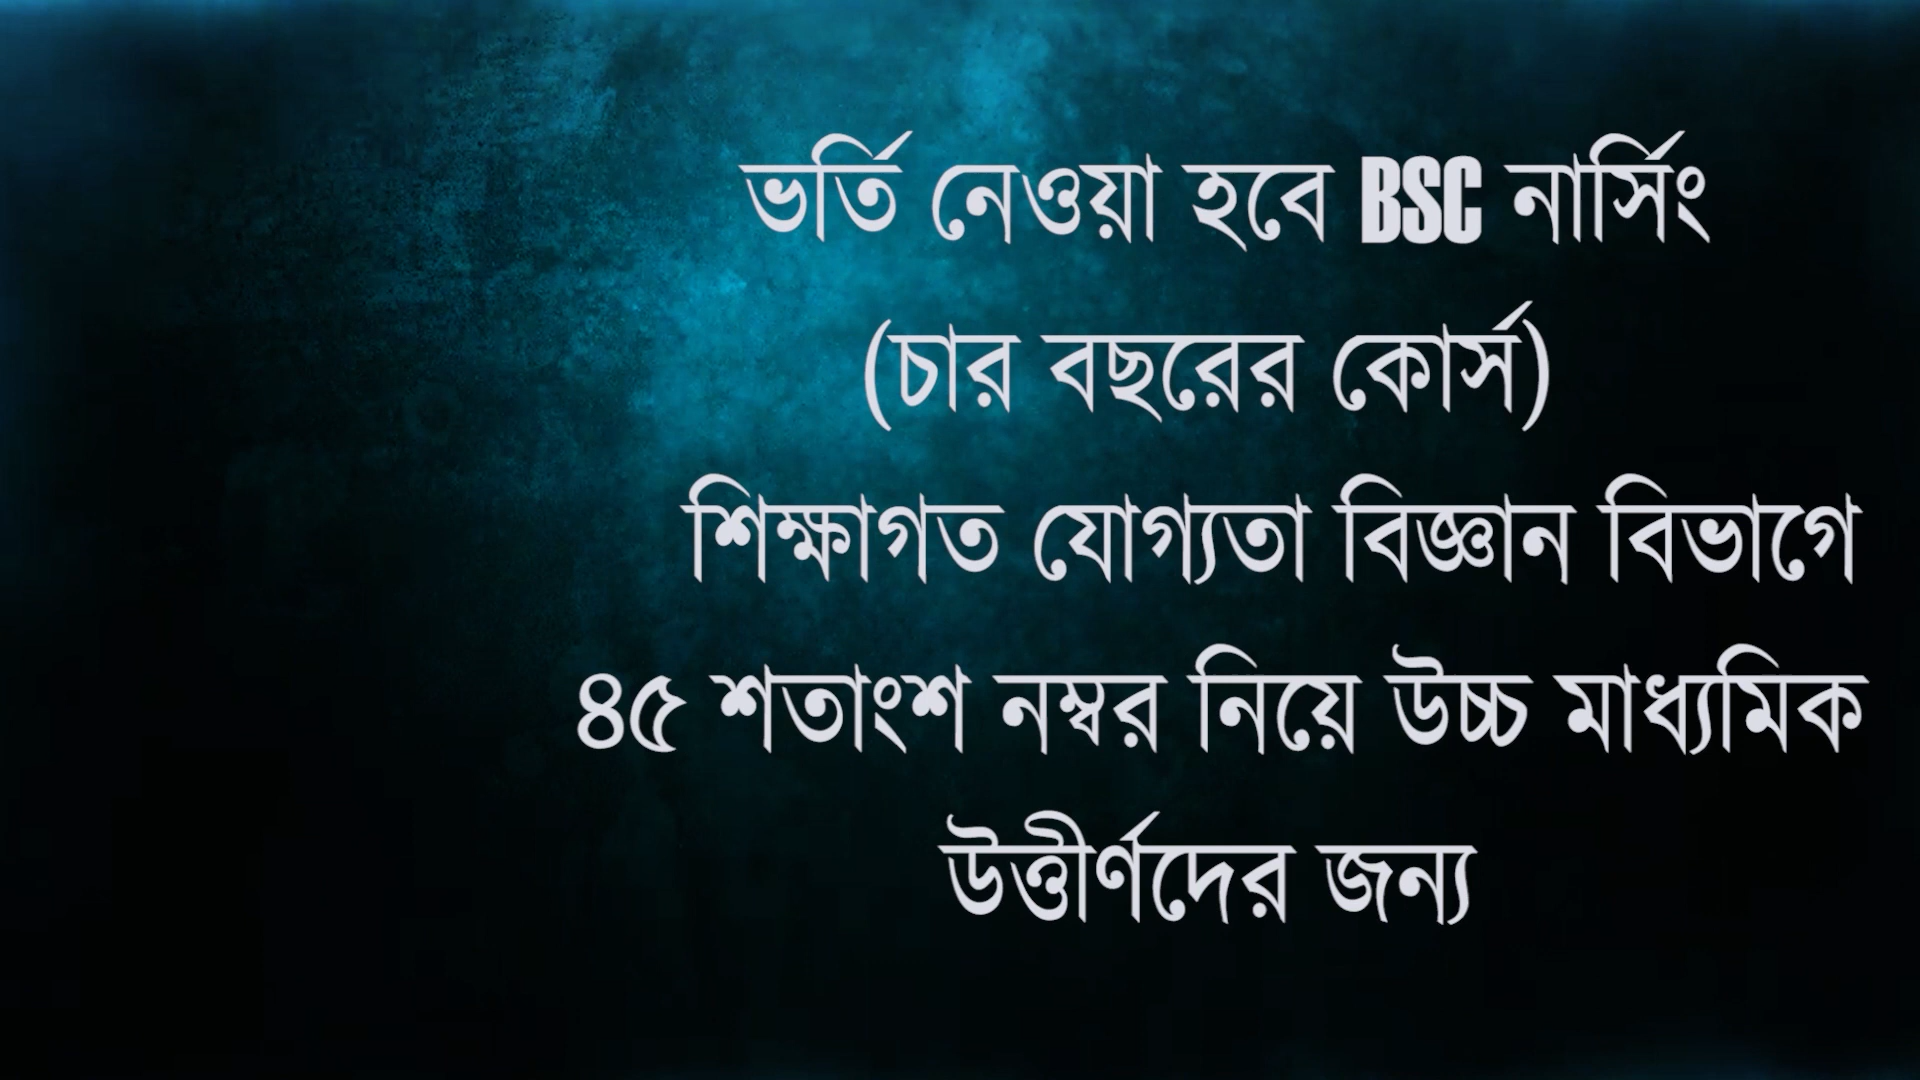 ভর্তি নেওয়া হবে BSC নার্সিং
(চার বছরের কোর্স)
শিক্ষাগত যোগ্যতা বিজ্ঞান বিভাগে
৪৫ শতাংশ নম্বর নিয়ে উচ্চ মাধ্যমিক
উত্তীর্ণদের জন্য